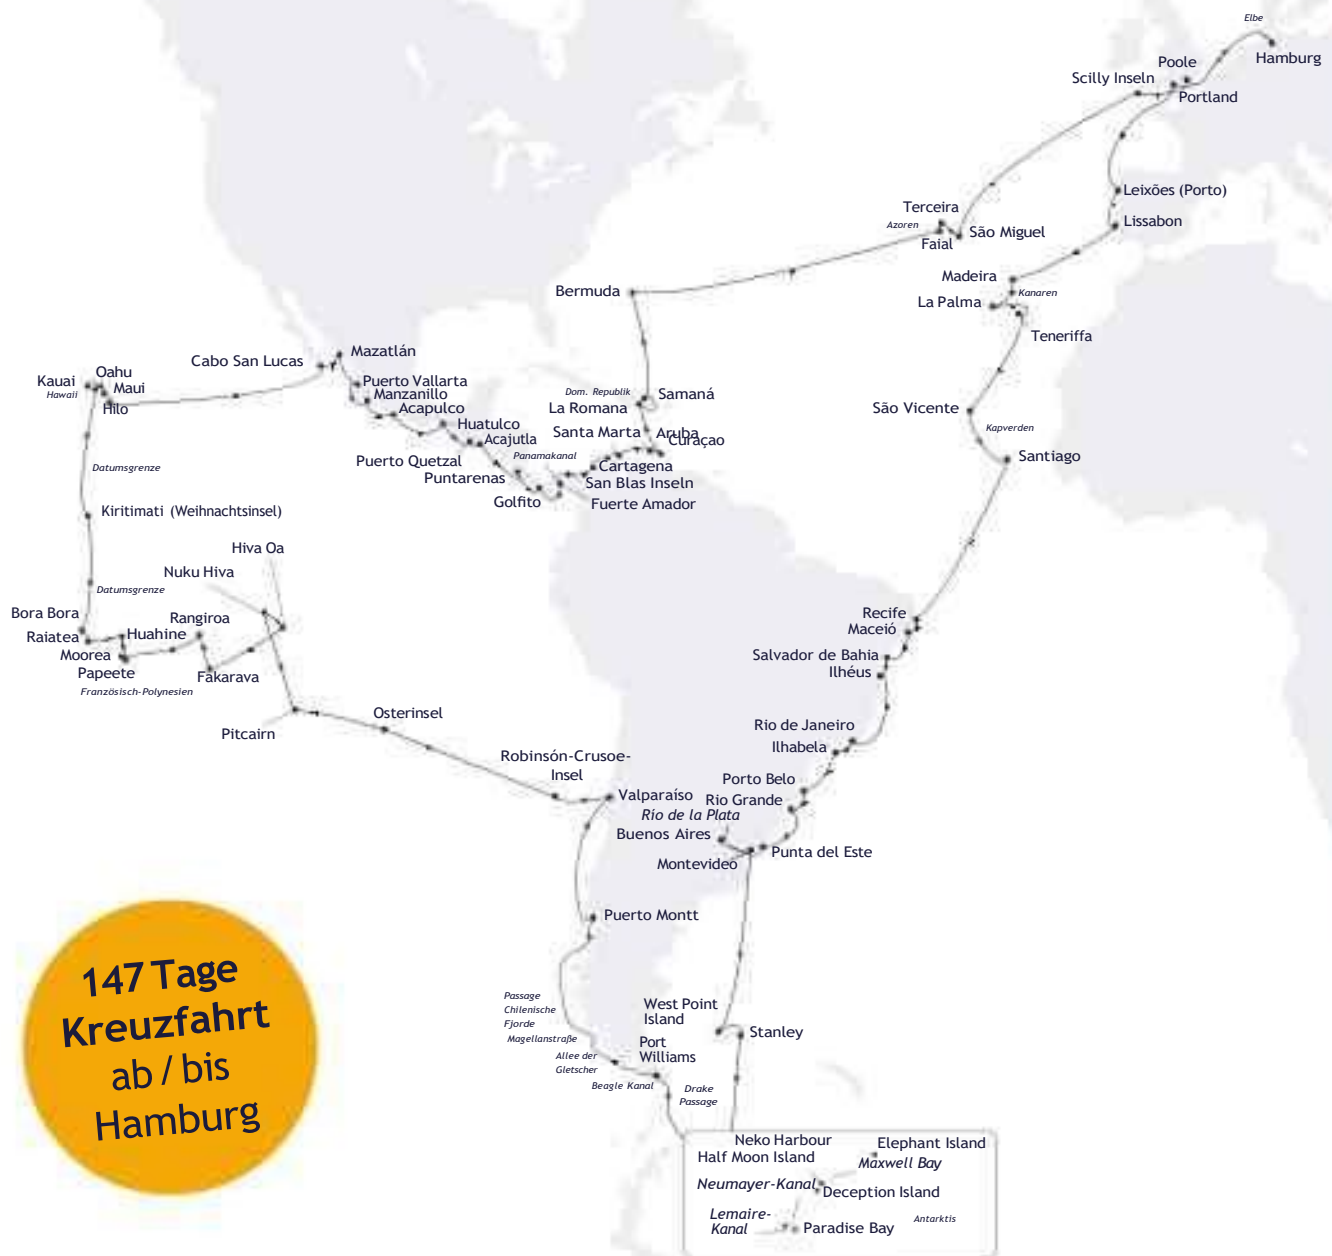 Elbe
Hamburg
Poole
Scilly Inseln
Portland
Leixões (Porto)
Lissabon
Terceira
Azoren
Faial
São Miguel
Madeira
Kanaren
La Palma
Teneriffa
Bermuda
Mazatlán
Cabo San Lucas
Oahu
Kauai
Maui
Hawaii
Hilo
Puerto Vallarta
Manzanillo
Acapulco
Huatulco
Acajutla
Puerto Quetzal
Puntarenas
Golfito
Panamakanal
Dom. Republik
Samaná
La Romana
Santa Marta
Aruba
Curaçao
Cartagena
San Blas Inseln
Fuerte Amador
São Vicente
Kapverden
Santiago
Datumsgrenze
Kiritimati (Weihnachtsinsel)
Hiva Oa
Nuku Hiva
Datumsgrenze
Bora Bora
Rangiroa
Raiatea
Huahine
Moorea
Papeete
Fakarava
Französisch-Polynesien
Pitcairn
Osterinsel
Robinsón-Crusoe-
Insel
Valparaíso
Recife
Maceió
Salvador de Bahia
Ilhéus
Rio de Janeiro
Ilhabela
Porto Belo
Rio Grande
Río de la Plata
Buenos Aires
Montevideo
Punta del Este
Puerto Montt
Passage
Chilenische
Fjorde
Magellanstraße
Allee der
Gletscher
Beagle Kanal
West Point
Island
Stanley
Port
Williams
Drake
Passage
Neko Harbour
Elephant Island
Half Moon Island
Maxwell Bay
Neumayer-Kanal
Deception Island
Lemaire-
Kanal
Paradise Bay
Antarktis
147 Tage
Kreuzfahrt
ab / bis
Hamburg